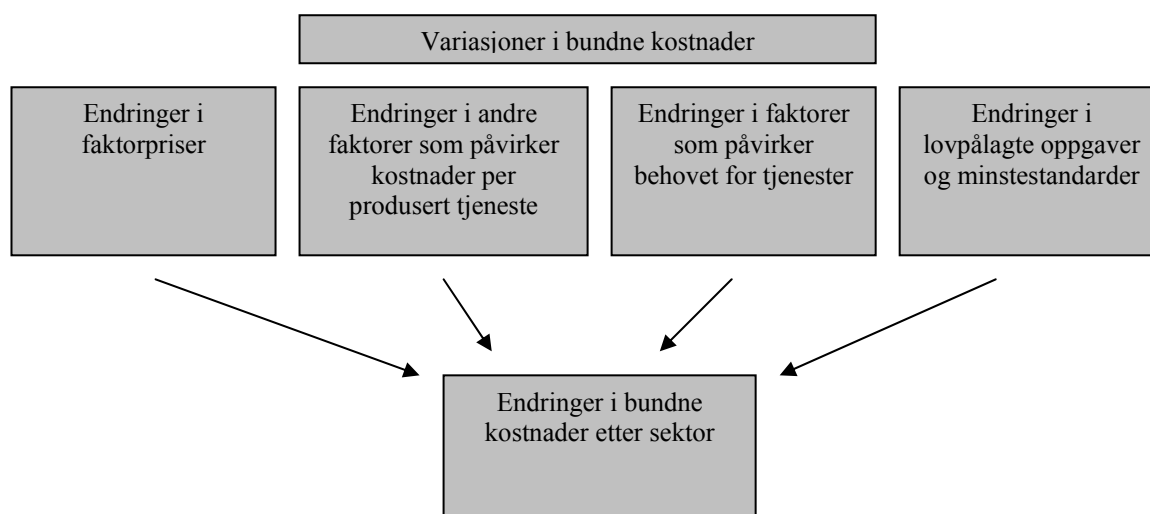 Variasjoner i bundne kostnader
Endringer i
faktorpriser
Endringer i andre
faktorer som påvirker
kostnader per
produsert tjeneste
Endringer i faktorer
som påvirker
behovet for tjenester
Endringer i
lovpålagte oppgaver
og minstestandarder
Endringer i bundne
kostnader etter sektor